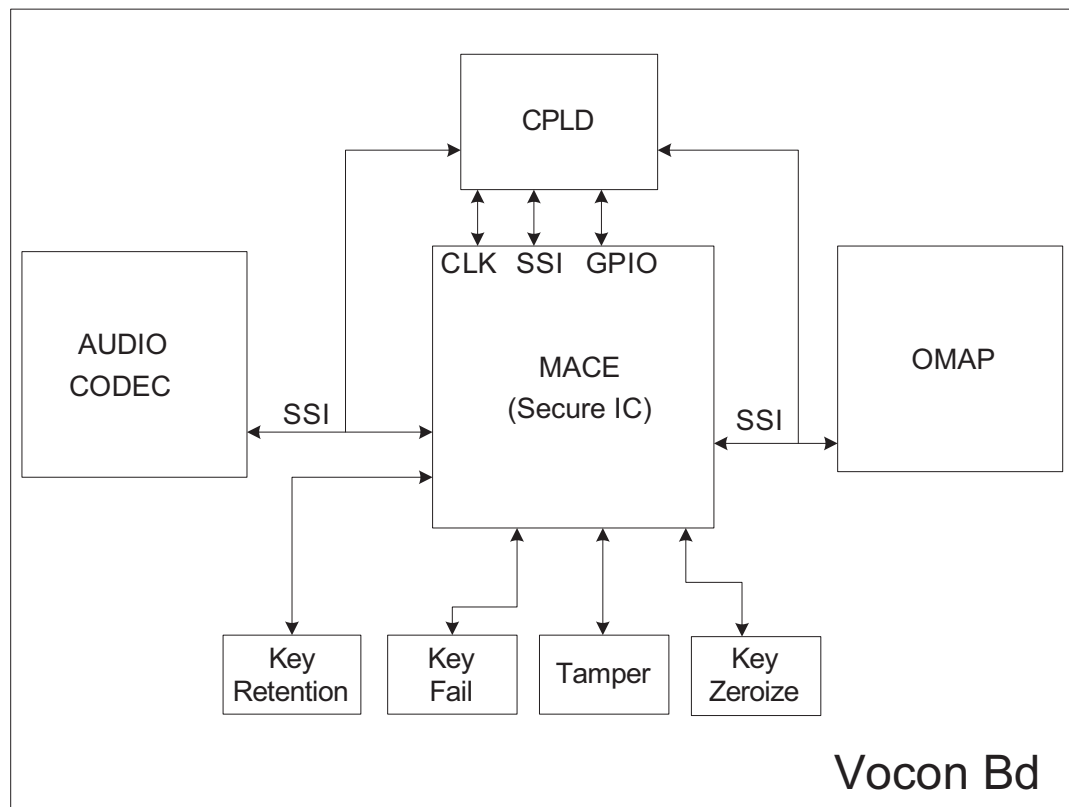 CPLD
CLK SSI GPIO
AUDIO
CODEC
SSI
MACE
(Secure IC)
SSI
OMAP
Key
Retention
Key
Fail
Tamper
Key
Zeroize
Vocon Bd